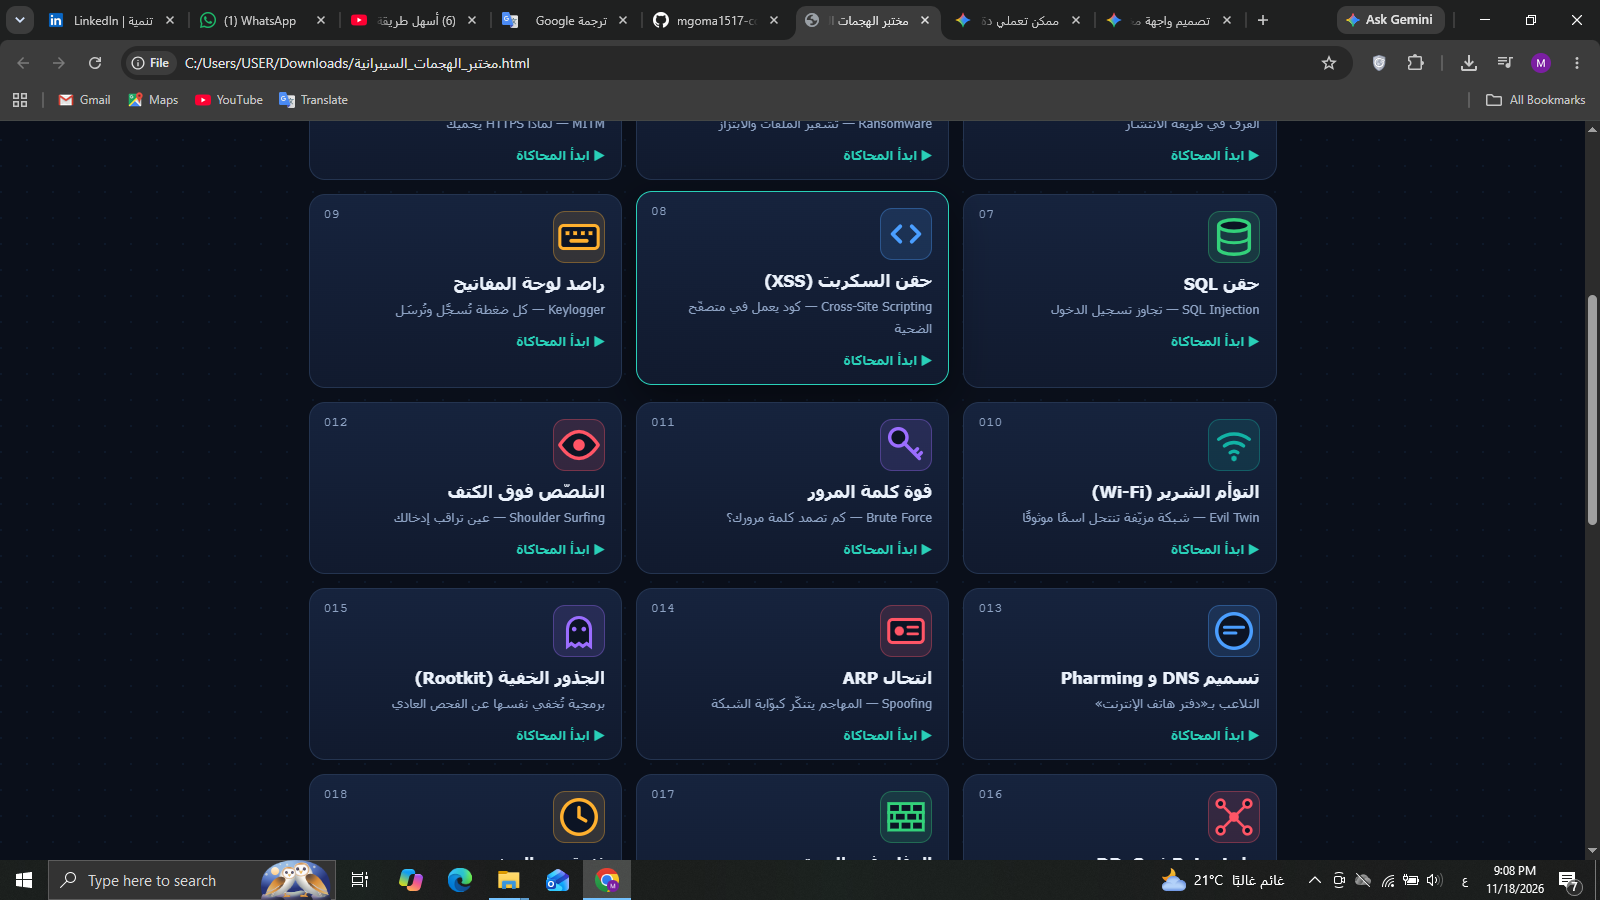 LinkedIn | تنمية
(1) WhatsApp
(6) أسهل طريقة
Google ترجمة
mgoma1517-c
مختبر الهجمات
ممكن تعملي دة
تصميم واجهة
Ask Gemini
File
C:/Users/USER/Downloads/مختبر_الهجمات_السيبرانية.html
M
Gmail
Maps
YouTube
Translate
All Bookmarks
الفرق في طريقة الانتشار
▶ ابدأ المحاكاة
Ransomware — تشفير الملفات والابتزاز
▶ ابدأ المحاكاة
MITM — لماذا HTTPS يحميك
▶ ابدأ المحاكاة
07
حقن SQL
SQL Injection — تجاوز تسجيل الدخول
▶ ابدأ المحاكاة
08
حقن السكربت (XSS)
Cross-Site Scripting — كود يعمل في متصفّح
الضحية
▶ ابدأ المحاكاة
09
راصد لوحة المفاتيح
Keylogger — كل ضغطة تُسجَّل وتُرسَل
▶ ابدأ المحاكاة
010
التوأم الشرير (Wi-Fi)
Evil Twin — شبكة مزيّفة تنتحل اسمًا موثوقًا
▶ ابدأ المحاكاة
011
قوة كلمة المرور
Brute Force — كم تصمد كلمة مرورك؟
▶ ابدأ المحاكاة
012
التلصّص فوق الكتف
Shoulder Surfing — عين تراقب إدخالك
▶ ابدأ المحاكاة
013
تسميم DNS و Pharming
التلاعب بـ«دفتر هاتف الإنترنت»
▶ ابدأ المحاكاة
014
انتحال ARP
Spoofing — المهاجم يتنكّر كبوّابة الشبكة
▶ ابدأ المحاكاة
015
الجذور الخفية (Rootkit)
برمجية تُخفي نفسها عن الفحص العادي
▶ ابدأ المحاكاة
016
017
018
Type here to search
21°C غائم غالبًا
ع
9:08 PM
11/18/2026
7